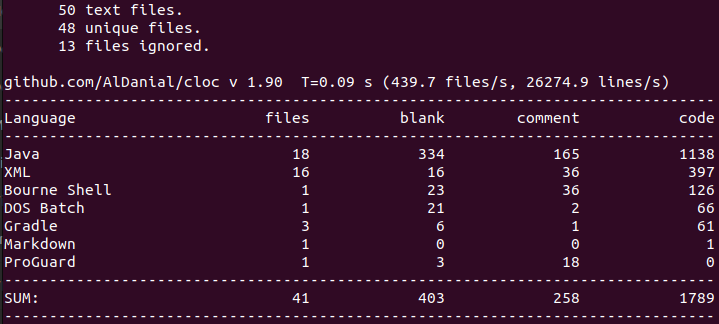 50 text files.
48 unique files.
13 files ignored.
github.com/AlDanial/cloc v 1.90  T=0.09 s (439.7 files/s, 26274.9 lines/s)
-------------------------------------------------------------------------------
Language                     files          blank        comment           code
-------------------------------------------------------------------------------
Java                            18            334            165           1138
XML                             16             16             36            397
Bourne Shell                     1             23             36            126
DOS Batch                        1             21              2             66
Gradle                           3              6              1             61
Markdown                         1              0              0              1
ProGuard                         1              3             18              0
-------------------------------------------------------------------------------
SUM:                            41            403            258           1789
-------------------------------------------------------------------------------